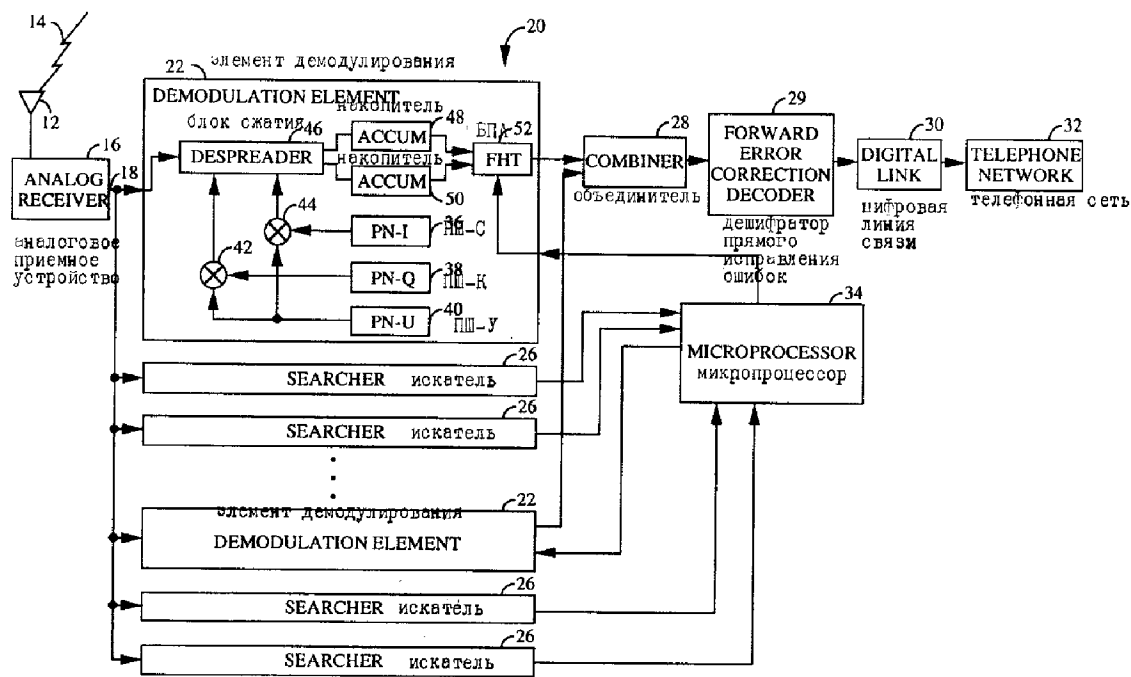 14
20
элемент демодулирования
22
DEMODULATION ELEMENT
12
накопитель
блок сжатия
46
ACCUM
48
БПА
52
28
29
FORWARD
ERROR
CORRECTION
DECODER
30
DIGITAL
LINK
32
TELEPHONE
NETWORK
16
ANALOG
RECEIVER
18
DESPREADER
накопитель
ACCUM
50
FHT
COMBINER
объединитель
цифровая
линия
связи
телефонная сеть
дешифратор
прямого
исправления
ошибок
аналоговое
приемное
устройство
44
PN-I
36
ПШ-С
42
PN-Q
38
ПШ-К
PN-U
40
ПШ-У
34
MICROPROCESSOR
микропроцессор
26
SEARCHER искатель
26
SEARCHER искатель
22
элемент демодулирования
DEMODULATION ELEMENT
26
SEARCHER искатель
26
SEARCHER искатель